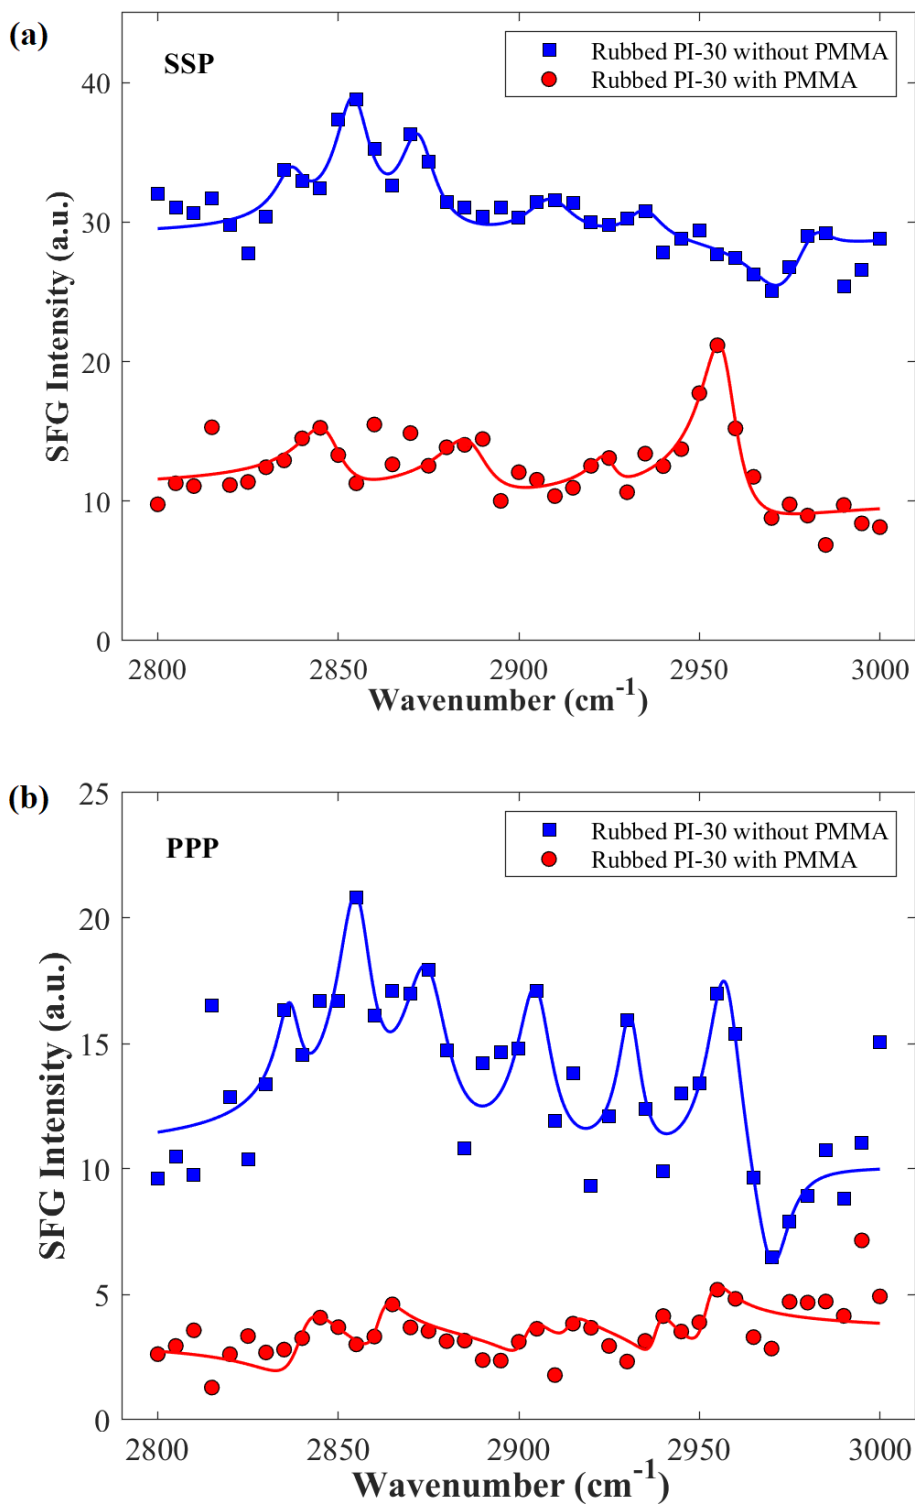 (a)
SSP
Rubbed PI-30 without PMMA
Rubbed PI-30 with PMMA
40
30
20
10
0
SFG Intensity (a.u.)
2800 2850 2900 2950 3000
Wavenumber (cm⁻¹)
(b)
PPP
Rubbed PI-30 without PMMA
Rubbed PI-30 with PMMA
25
20
15
10
5
0
SFG Intensity (a.u.)
2800 2850 2900 2950 3000
Wavenumber (cm⁻¹)